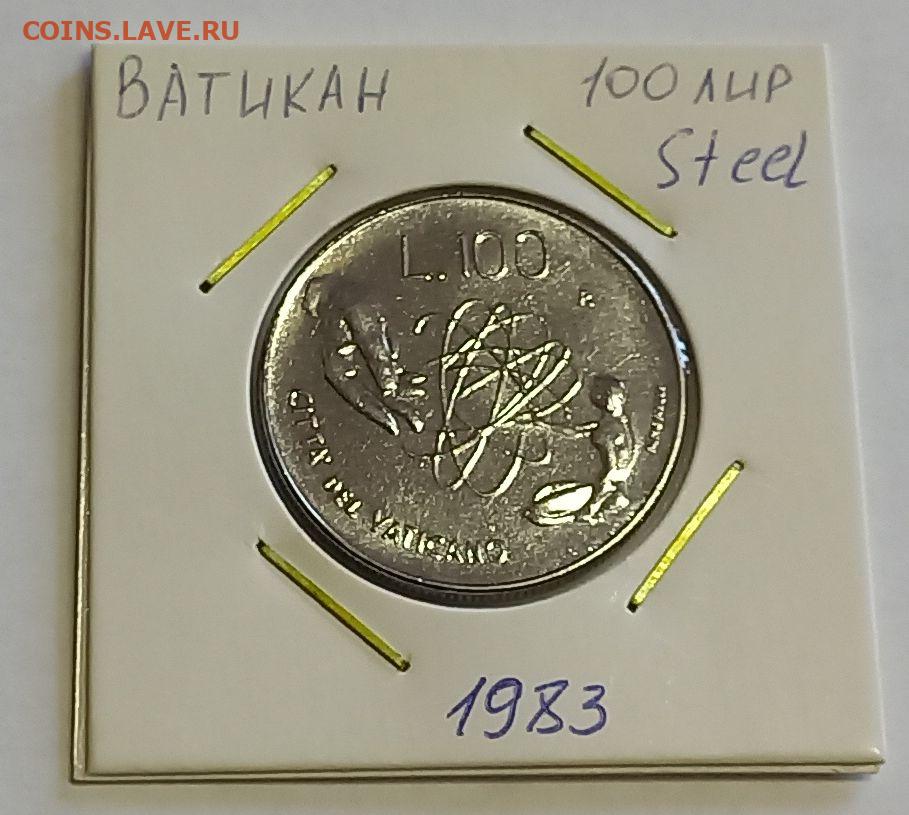 COINS.LAVE.RU
ВАТИКАН
100 ЛИР
Steel
L. 100
R
CITTA' DEL VATICANO
1983